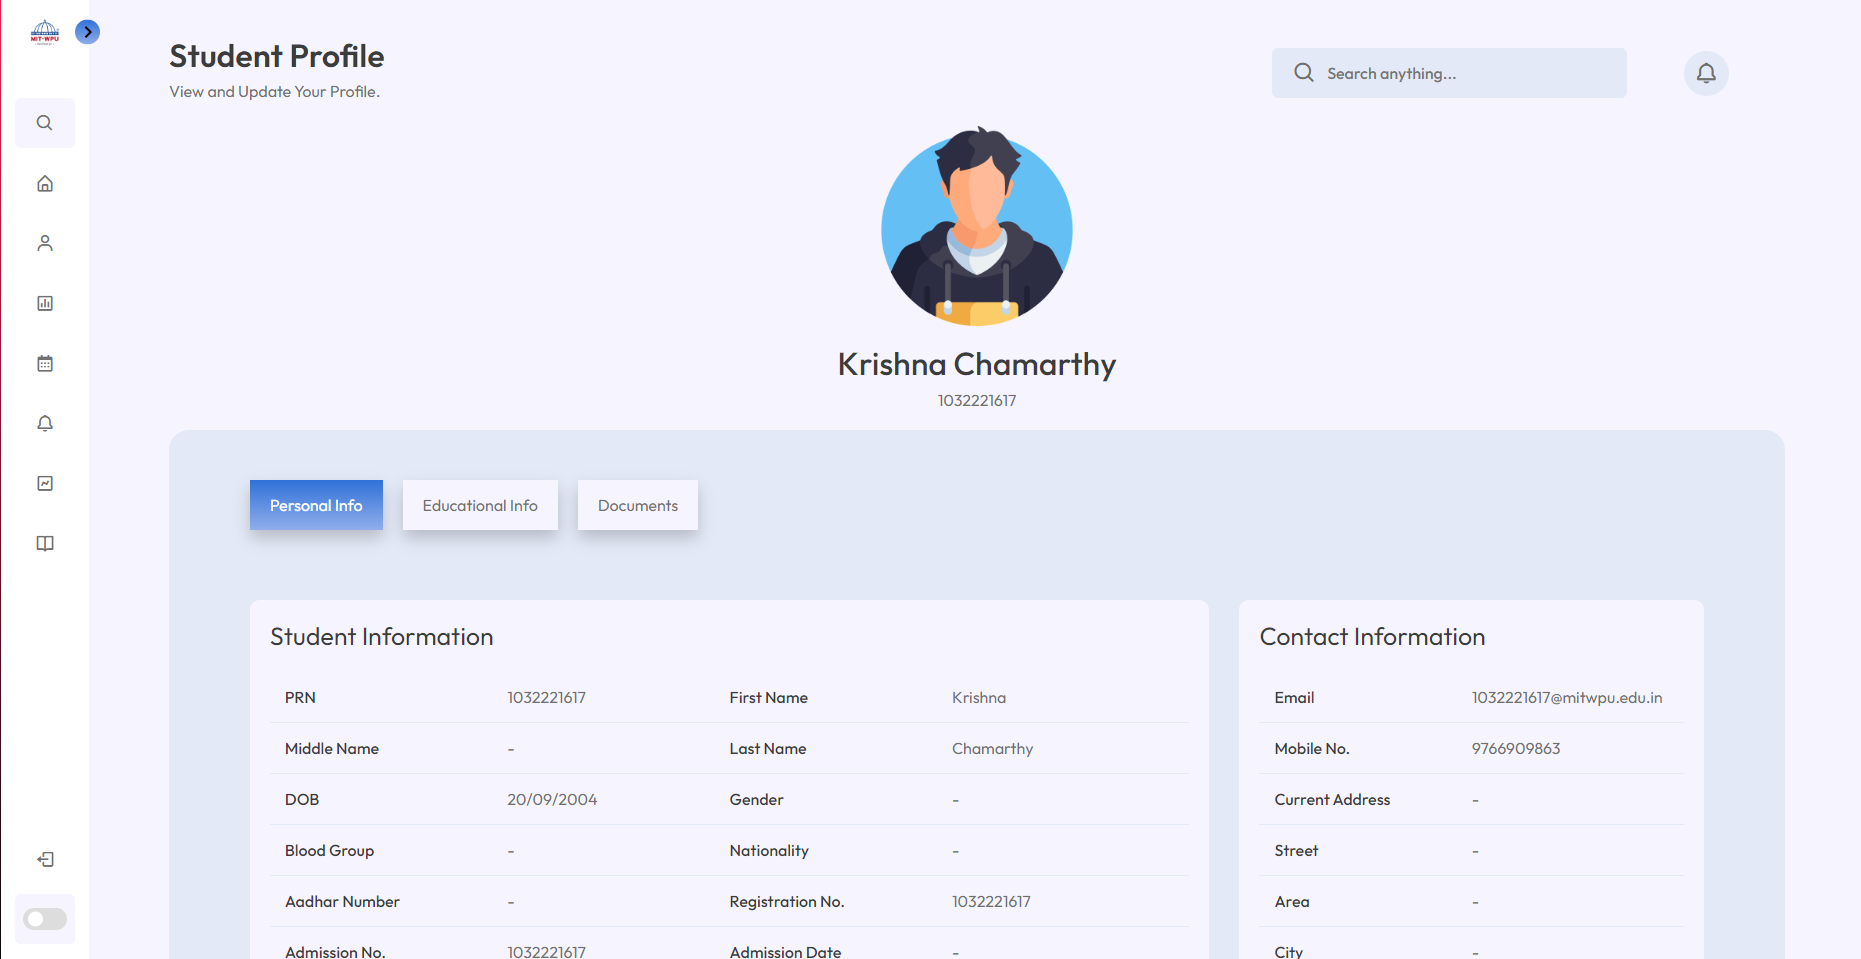 MIT-WPU
Student Profile
View and Update Your Profile.
Search anything...
Krishna Chamarthy
1032221617
Personal Info
Educational Info
Documents
Student Information
PRN 1032221617 First Name Krishna
Middle Name - Last Name Chamarthy
DOB 20/09/2004 Gender -
Blood Group - Nationality -
Aadhar Number - Registration No. 1032221617
Admission No. 1032221617 Admission Date -
Contact Information
Email 1032221617@mitwpu.edu.in
Mobile No. 9766909863
Current Address -
Street -
Area -
City -